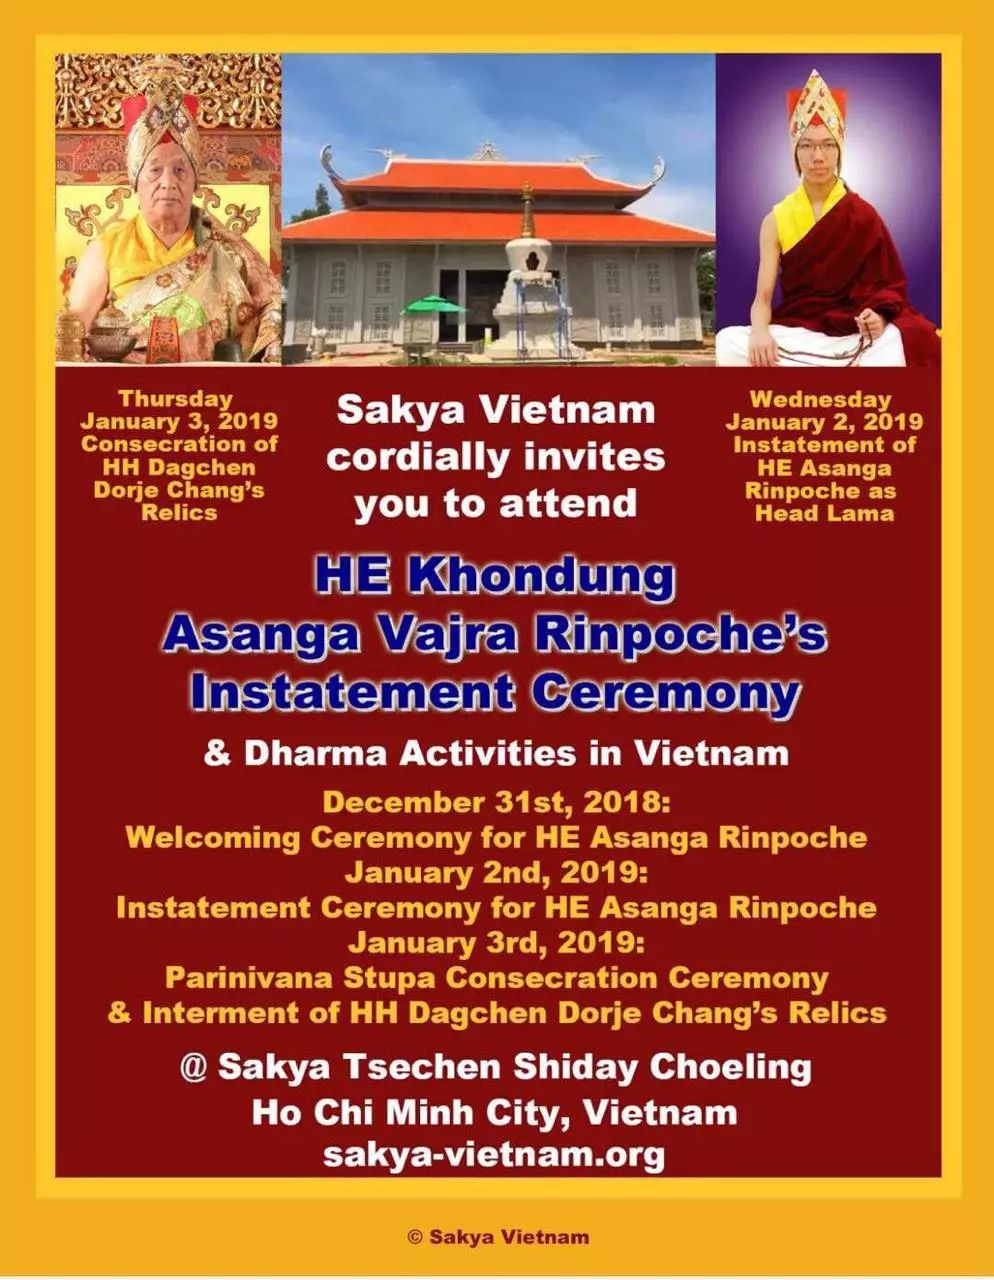 Thursday
January 3, 2019
Consecration of
HH Dagchen
Dorje Chang's
Relics
Sakya Vietnam
cordially invites
you to attend
Wednesday
January 2, 2019
Instatement of
HE Asanga
Rinpoche as
Head Lama
HE Khondung
Asanga Vajra Rinpoche's
Instatement Ceremony
& Dharma Activities in Vietnam
December 31st, 2018:
Welcoming Ceremony for HE Asanga Rinpoche
January 2nd, 2019:
Instatement Ceremony for HE Asanga Rinpoche
January 3rd, 2019:
Parinivana Stupa Consecration Ceremony
& Interment of HH Dagchen Dorje Chang's Relics
@ Sakya Tsechen Shiday Choeling
Ho Chi Minh City, Vietnam
sakya-vietnam.org
© Sakya Vietnam